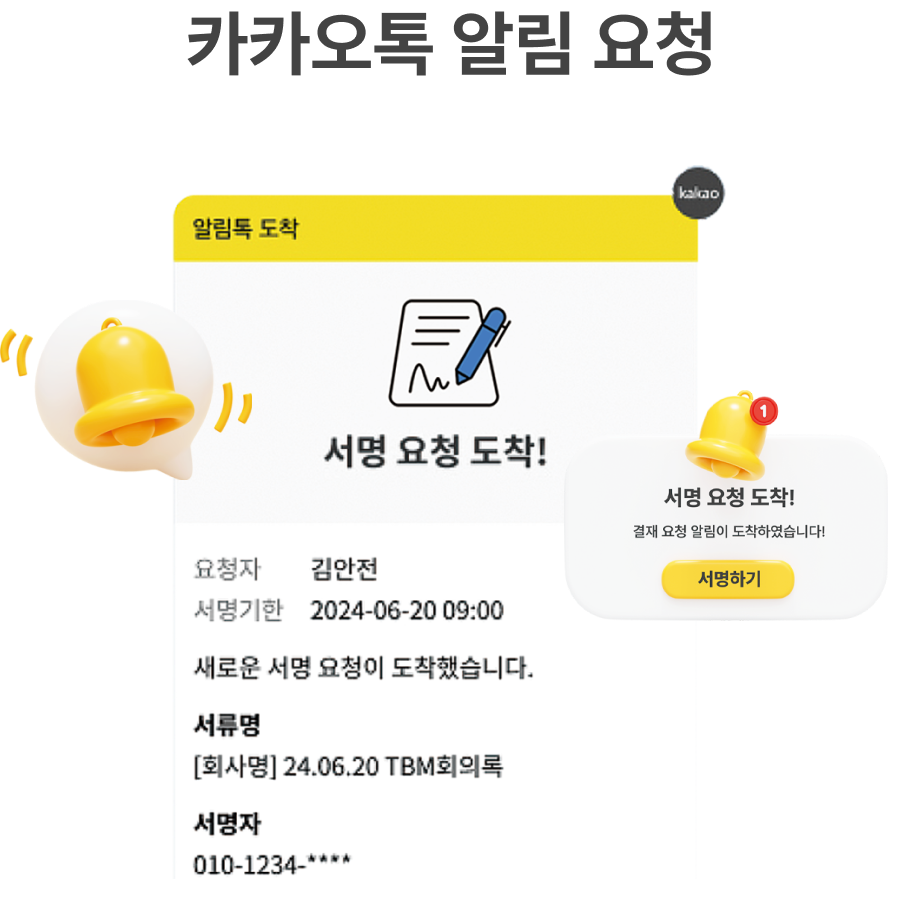 카카오톡 알림 요청
kakao
알림톡 도착
서명 요청 도착!
1
서명 요청 도착!
결재 요청 알림이 도착하였습니다!
서명하기
요청자 김안전
서명기한 2024-06-20 09:00
새로운 서명 요청이 도착했습니다.
서류명
[회사명] 24.06.20 TBM회의록
서명자
010-1234-****